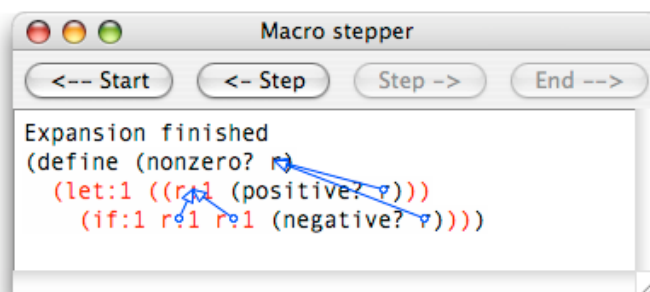 Macro stepper
<-- Start <- Step Step -> End -->
Expansion finished
(define (nonzero? r)
(let:1 ((r:1 (positive? r)))
(if:1 r:1 r:1 (negative? r))))